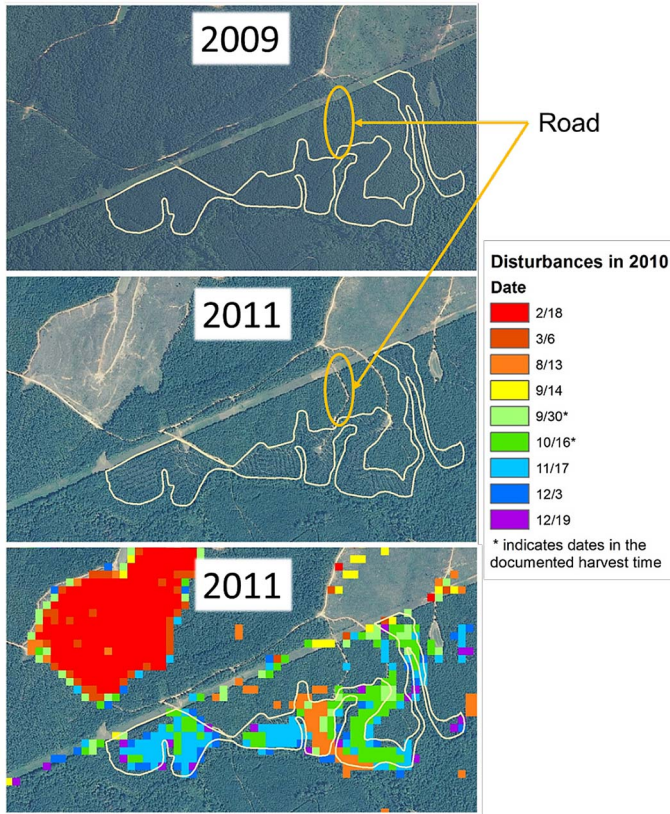 2009
Road
2011
Disturbances in 2010
Date
2/18
3/6
8/13
9/14
9/30*
10/16*
11/17
12/3
12/19
* indicates dates in the
documented harvest time
2011